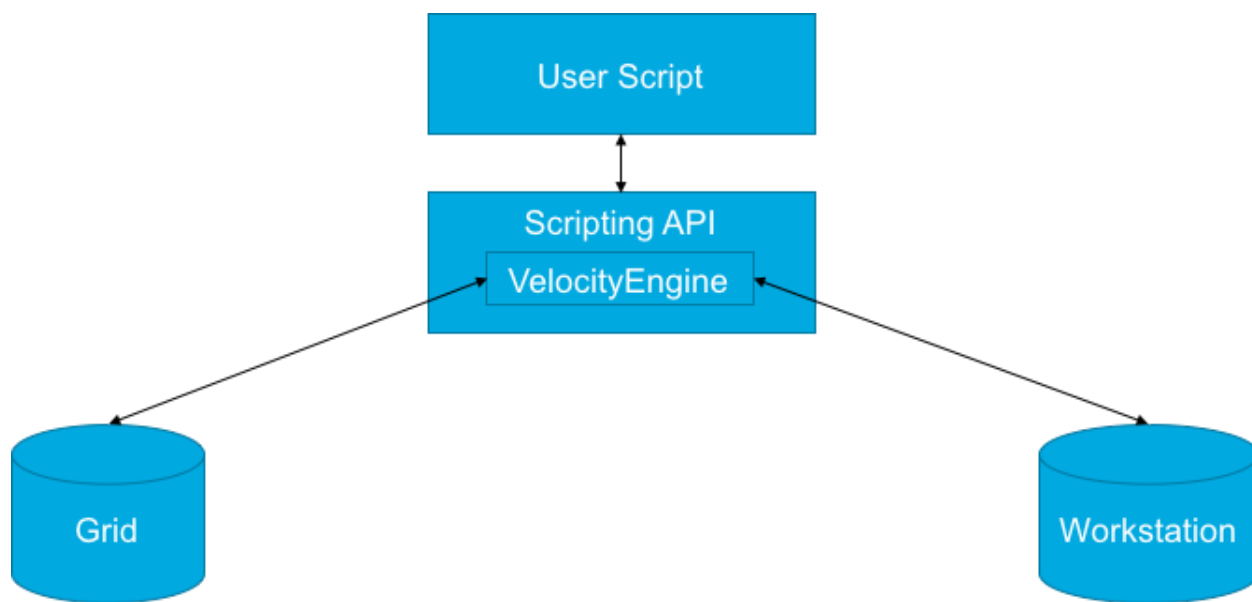 User Script
Scripting API
VelocityEngine
Grid
Workstation